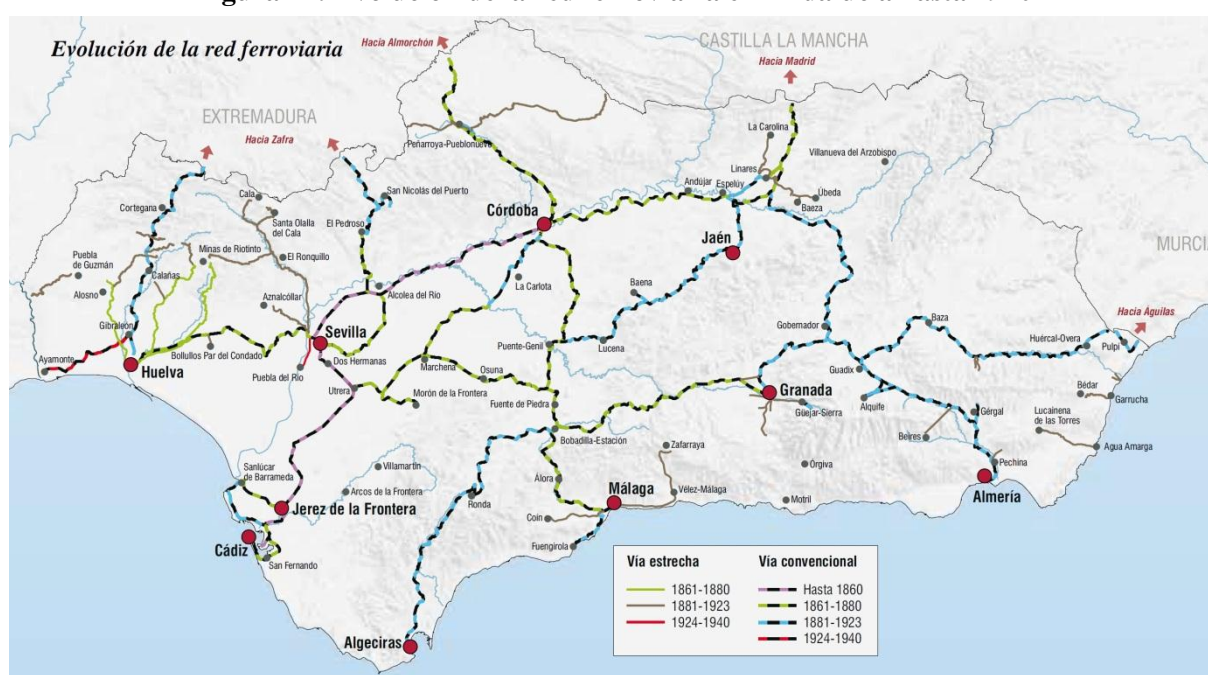 Evolución de la red ferroviaria
Hacia Almorchón
CASTILLA LA MANCHA
Hacia Madrid
EXTREMADURA
Hacia Zafra
Peñarroya-Pueblonuevo
La Carolina
Villanueva del Arzobispo
Linares
Andújar
Espelúy
Úbeda
Baeza
San Nicolás del Puerto
Cala
Cortegana
Santa Olalla
del Cala
El Pedroso
Córdoba
Jaén
MURCIA
Minas de Riotinto
El Ronquillo
Puebla
de Guzmán
Calañas
Alosno
Aznalcóllar
Alcolea del Río
La Carlota
Baena
Hacia Águilas
Gibraleón
Sevilla
Gobernador
Baza
Huércal-Overa
Pulpí
Ayamonte
Huelva
Bollullos Par del Condado
Dos Hermanas
Puente-Genil
Lucena
Puebla del Río
Marchena
Osuna
Guadix
Utrera
Morón de la Frontera
Fuente de Piedra
Granada
Güejar-Sierra
Alquife
Gérgal
Bédar
Garrucha
Lucainena
de las Torres
Beires
Agua Amarga
Bobadilla-Estación
Zafarraya
Pechina
Sanlúcar
de Barrameda
Villamartín
Arcos de la Frontera
Órgiva
Almería
Jerez de la Frontera
Ronda
Álora
Málaga
Vélez-Málaga
Motril
Cádiz
Coín
San Fernando
Fuengirola
Algeciras
Vía estrecha
1861-1880
1881-1923
1924-1940
Vía convencional
Hasta 1860
1861-1880
1881-1923
1924-1940